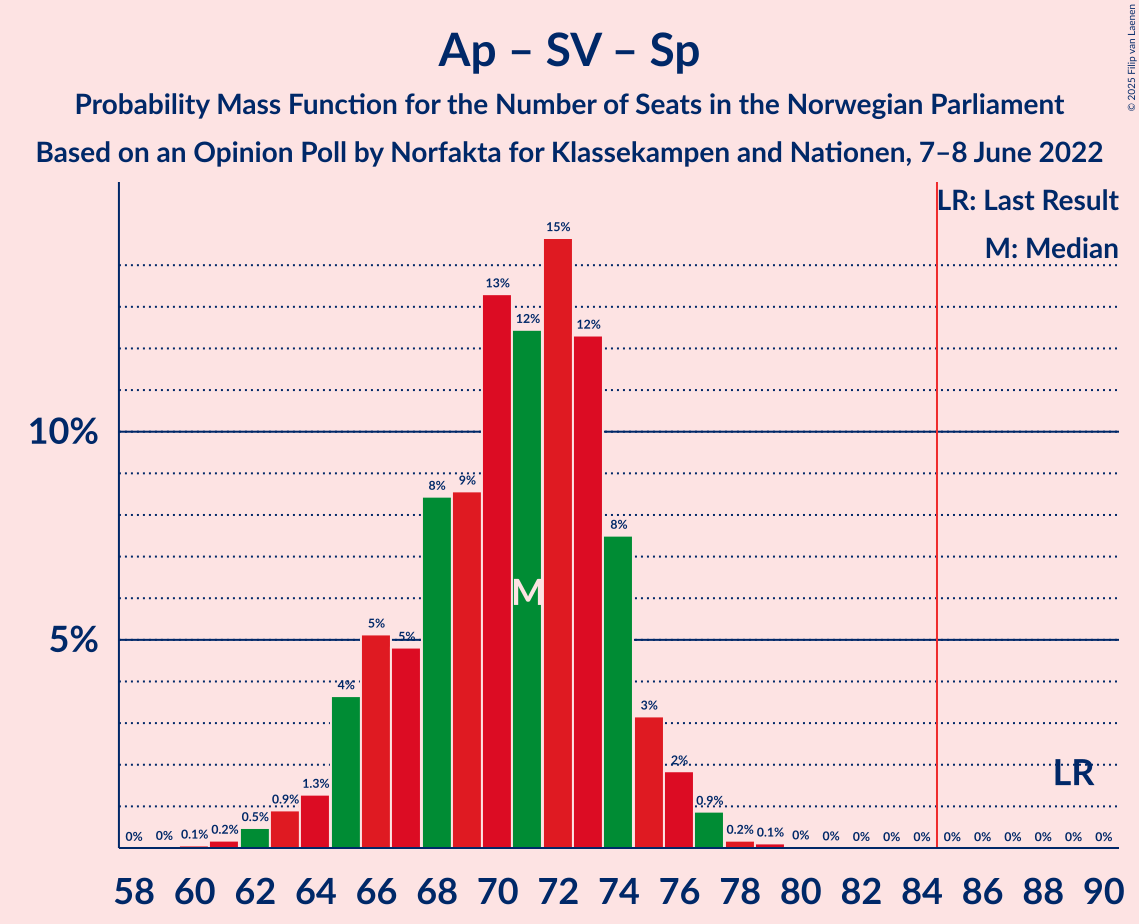 Ap – SV – Sp
Probability Mass Function for the Number of Seats in the Norwegian Parliament
Based on an Opinion Poll by Norfakta for Klassekampen and Nationen, 7–8 June 2022
© 2025 Filip van Laenen
LR: Last Result
M: Median
15%
13%
12%
12%
10%
9%
8%
8%
M
5%
5%
5%
4%
3%
2%
LR
1.3%
0.9%
0.9%
0.5%
0% 0% 0.1% 0.2% 0.2% 0.1% 0% 0% 0% 0% 0% 0% 0% 0% 0% 0% 0%
58 60 62 64 66 68 70 72 74 76 78 80 82 84 86 88 90